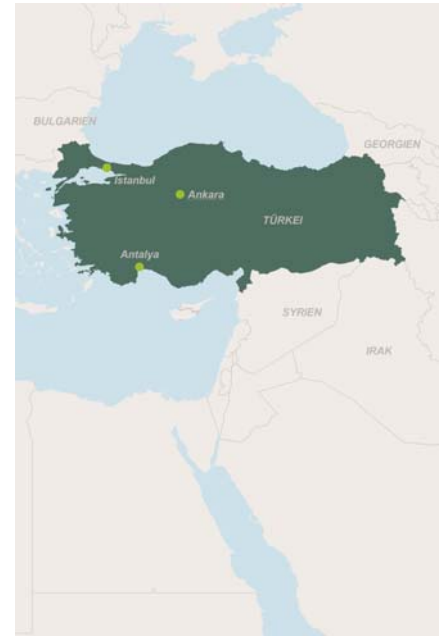 BULGARIEN
GEORGIEN
Istanbul
Ankara
TÜRKEI
Antalya
SYRIEN
IRAK